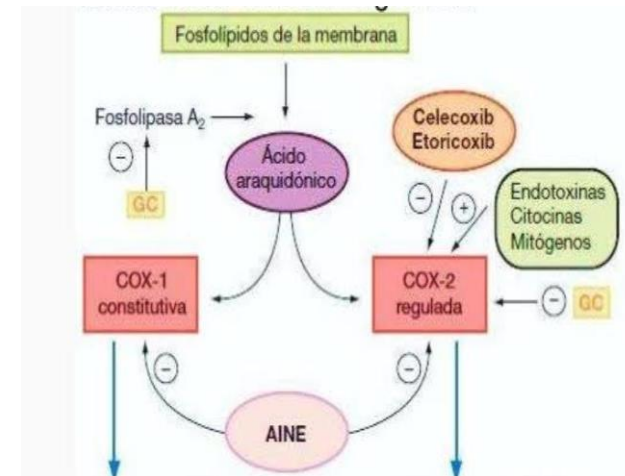 Fosfolípidos de la membrana
Fosfolipasa A₂
Ácido
araquidónico
Celecoxib
Etoricoxib
−
GC
−
+
Endotoxinas
Citocinas
Mitógenos
COX-1
constitutiva
COX-2
regulada
−
GC
−
−
AINE